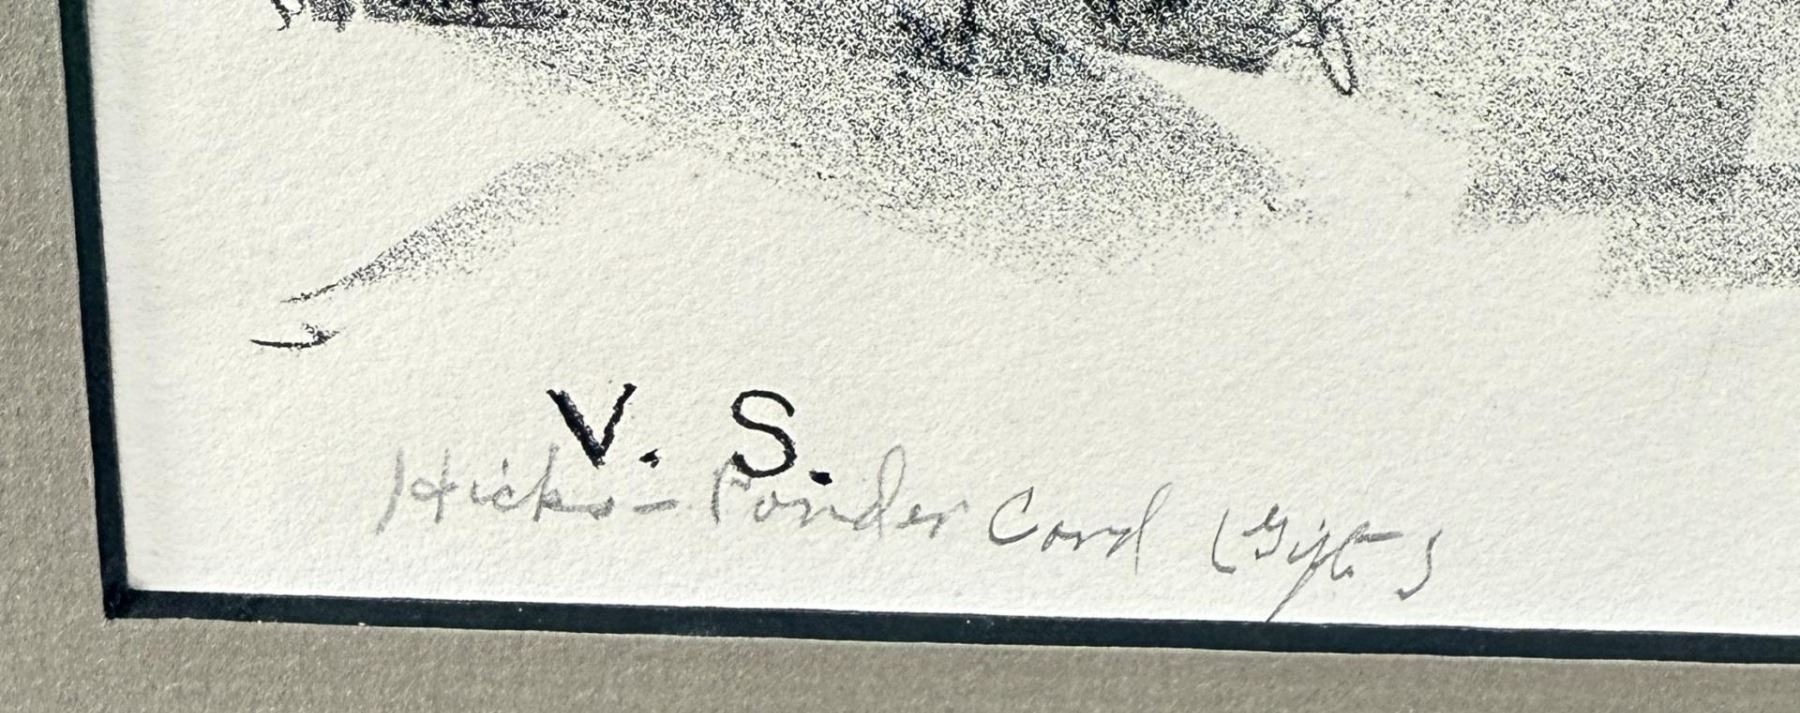 V. S.
Hicks - Ponder Card (Gift)